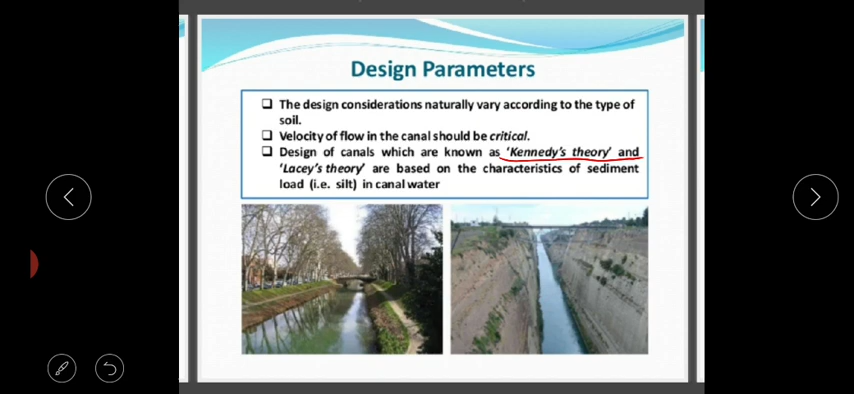 Design Parameters
❑ The design considerations naturally vary according to the type of
soil.
❑ Velocity of flow in the canal should be critical.
❑ Design of canals which are known as 'Kennedy's theory' and
'Lacey's theory' are based on the characteristics of sediment
load (i.e. silt) in canal water